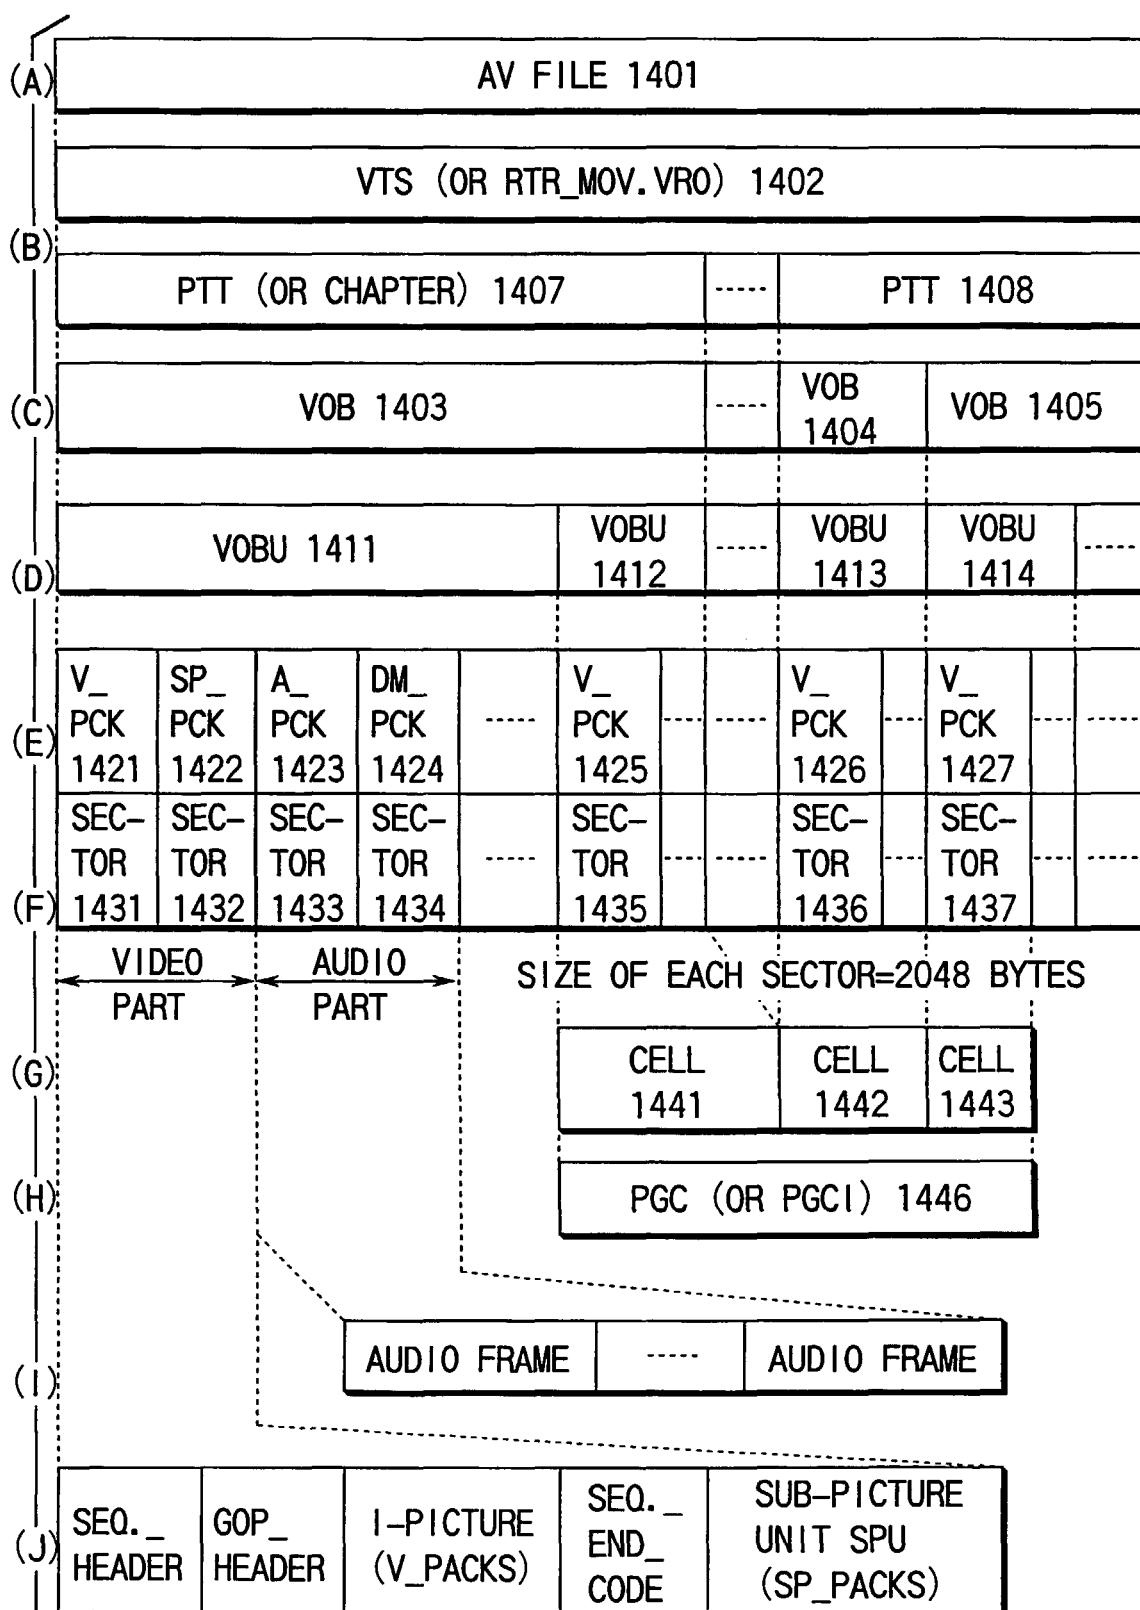 (A)
AV FILE 1401
VTS (OR RTR_MOV.VRO) 1402
(B)
PTT (OR CHAPTER) 1407 ----- PTT 1408
(C)
VOB 1403 ----- VOB 1404 VOB 1405
(D)
VOBU 1411 VOBU 1412 ----- VOBU 1413 VOBU 1414 -----
(E)
V_ SP_ A_ DM_ V_ V_ V_
PCK PCK PCK PCK ----- PCK ----- ----- PCK ----- PCK ----- -----
1421 1422 1423 1424 1425 1426 1427
SEC- SEC- SEC- SEC- SEC- SEC- SEC-
TOR TOR TOR TOR ----- TOR ----- ----- TOR ----- TOR ----- -----
(F) 1431 1432 1433 1434 1435 1436 1437
VIDEO PART
AUDIO PART
SIZE OF EACH SECTOR=2048 BYTES
(G)
CELL CELL CELL
1441 1442 1443
(H)
PGC (OR PGCI) 1446
(I)
AUDIO FRAME ----- AUDIO FRAME
(J)
SEQ._ HEADER
GOP_ HEADER
I-PICTURE (V_PACKS)
SEQ._ END_ CODE
SUB-PICTURE
UNIT SPU
(SP_PACKS)